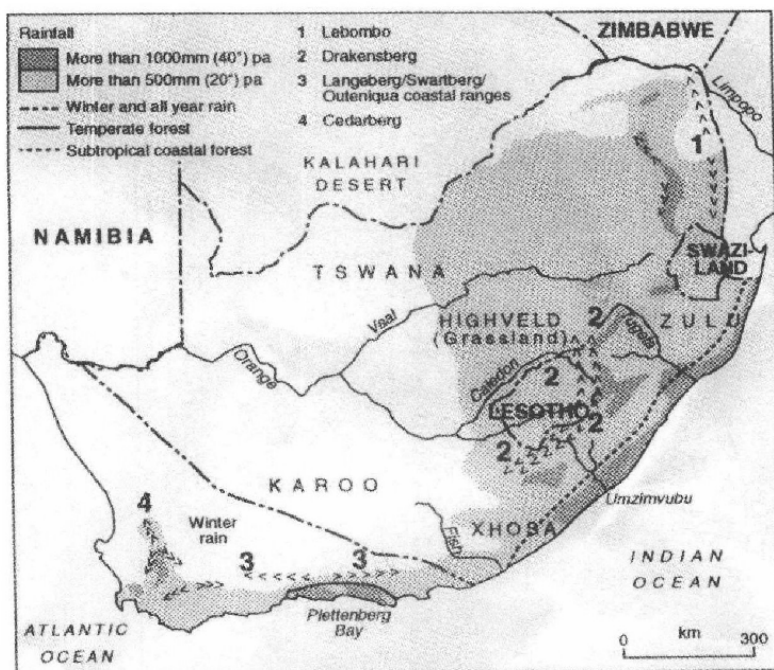 Rainfall
More than 1000mm (40") pa
More than 500mm (20") pa
Winter and all year rain
Temperate forest
Subtropical coastal forest
1 Lebombo
2 Drakensberg
3 Langeberg/Swartberg/
Outeniqua coastal ranges
4 Cedarberg
ZIMBABWE
Limpopo
1
KALAHARI
DESERT
NAMIBIA
TSWANA
SWAZI-
LAND
Vaal
HIGHVELD
(Grassland)
2
Tugela
ZULU
Orange
Caledon
2
LESOTHO
2
2
KAROO
Umzimvubu
4
Winter
rain
XHOSA
Fish
3
3
INDIAN
OCEAN
Plettenberg
Bay
ATLANTIC
OCEAN
km
0 300